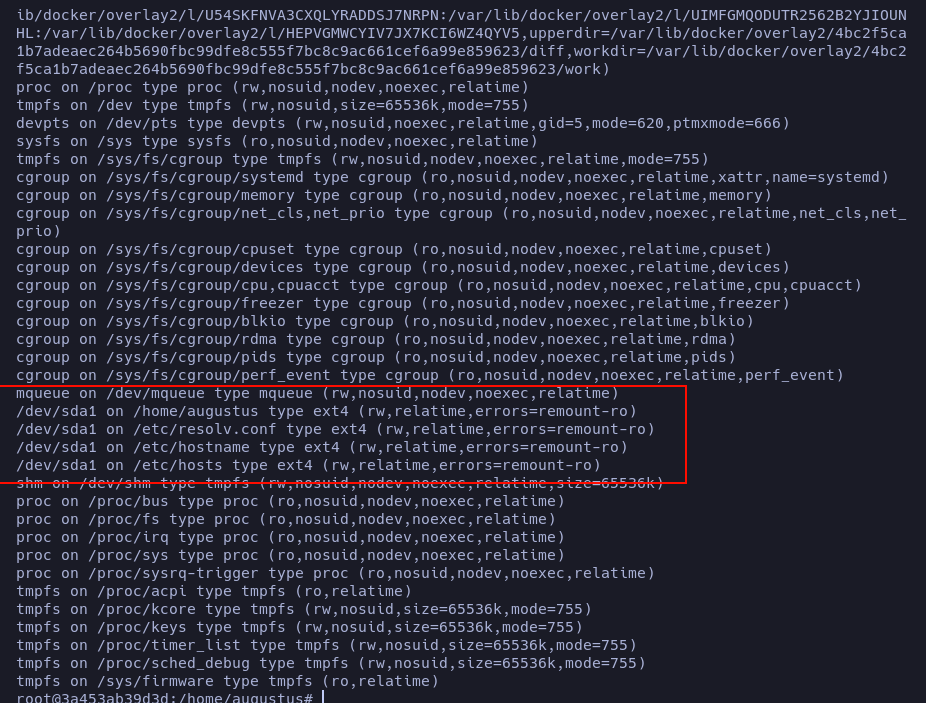 ib/docker/overlay2/l/U54SKFNVA3CXQLYRADDSJ7NRPN:/var/lib/docker/overlay2/l/UIMFGMQODUTR2562B2YJIOUN
HL:/var/lib/docker/overlay2/l/HEPVGMWCYIV7JX7KCI6WZ4QYV5,upperdir=/var/lib/docker/overlay2/4bc2f5ca
1b7adeaec264b5690fbc99dfe8c555f7bc8c9ac661cef6a99e859623/diff,workdir=/var/lib/docker/overlay2/4bc2
f5ca1b7adeaec264b5690fbc99dfe8c555f7bc8c9ac661cef6a99e859623/work)
proc on /proc type proc (rw,nosuid,nodev,noexec,relatime)
tmpfs on /dev type tmpfs (rw,nosuid,size=65536k,mode=755)
devpts on /dev/pts type devpts (rw,nosuid,noexec,relatime,gid=5,mode=620,ptmxmode=666)
sysfs on /sys type sysfs (ro,nosuid,nodev,noexec,relatime)
tmpfs on /sys/fs/cgroup type tmpfs (rw,nosuid,nodev,noexec,relatime,mode=755)
cgroup on /sys/fs/cgroup/systemd type cgroup (ro,nosuid,nodev,noexec,relatime,xattr,name=systemd)
cgroup on /sys/fs/cgroup/memory type cgroup (ro,nosuid,nodev,noexec,relatime,memory)
cgroup on /sys/fs/cgroup/net_cls,net_prio type cgroup (ro,nosuid,nodev,noexec,relatime,net_cls,net_
prio)
cgroup on /sys/fs/cgroup/cpuset type cgroup (ro,nosuid,nodev,noexec,relatime,cpuset)
cgroup on /sys/fs/cgroup/devices type cgroup (ro,nosuid,nodev,noexec,relatime,devices)
cgroup on /sys/fs/cgroup/cpu,cpuacct type cgroup (ro,nosuid,nodev,noexec,relatime,cpu,cpuacct)
cgroup on /sys/fs/cgroup/freezer type cgroup (ro,nosuid,nodev,noexec,relatime,freezer)
cgroup on /sys/fs/cgroup/blkio type cgroup (ro,nosuid,nodev,noexec,relatime,blkio)
cgroup on /sys/fs/cgroup/rdma type cgroup (ro,nosuid,nodev,noexec,relatime,rdma)
cgroup on /sys/fs/cgroup/pids type cgroup (ro,nosuid,nodev,noexec,relatime,pids)
cgroup on /sys/fs/cgroup/perf_event type cgroup (ro,nosuid,nodev,noexec,relatime,perf_event)
mqueue on /dev/mqueue type mqueue (rw,nosuid,nodev,noexec,relatime)
/dev/sda1 on /home/augustus type ext4 (rw,relatime,errors=remount-ro)
/dev/sda1 on /etc/resolv.conf type ext4 (rw,relatime,errors=remount-ro)
/dev/sda1 on /etc/hostname type ext4 (rw,relatime,errors=remount-ro)
/dev/sda1 on /etc/hosts type ext4 (rw,relatime,errors=remount-ro)
shm on /dev/shm type tmpfs (rw,nosuid,nodev,noexec,relatime,size=65536k)
proc on /proc/bus type proc (ro,nosuid,nodev,noexec,relatime)
proc on /proc/fs type proc (ro,nosuid,nodev,noexec,relatime)
proc on /proc/irq type proc (ro,nosuid,nodev,noexec,relatime)
proc on /proc/sys type proc (ro,nosuid,nodev,noexec,relatime)
proc on /proc/sysrq-trigger type proc (ro,nosuid,nodev,noexec,relatime)
tmpfs on /proc/acpi type tmpfs (ro,relatime)
tmpfs on /proc/kcore type tmpfs (rw,nosuid,size=65536k,mode=755)
tmpfs on /proc/keys type tmpfs (rw,nosuid,size=65536k,mode=755)
tmpfs on /proc/timer_list type tmpfs (rw,nosuid,size=65536k,mode=755)
tmpfs on /proc/sched_debug type tmpfs (rw,nosuid,size=65536k,mode=755)
tmpfs on /sys/firmware type tmpfs (ro,relatime)
root@3a453ab39d3d:/home/augustus#